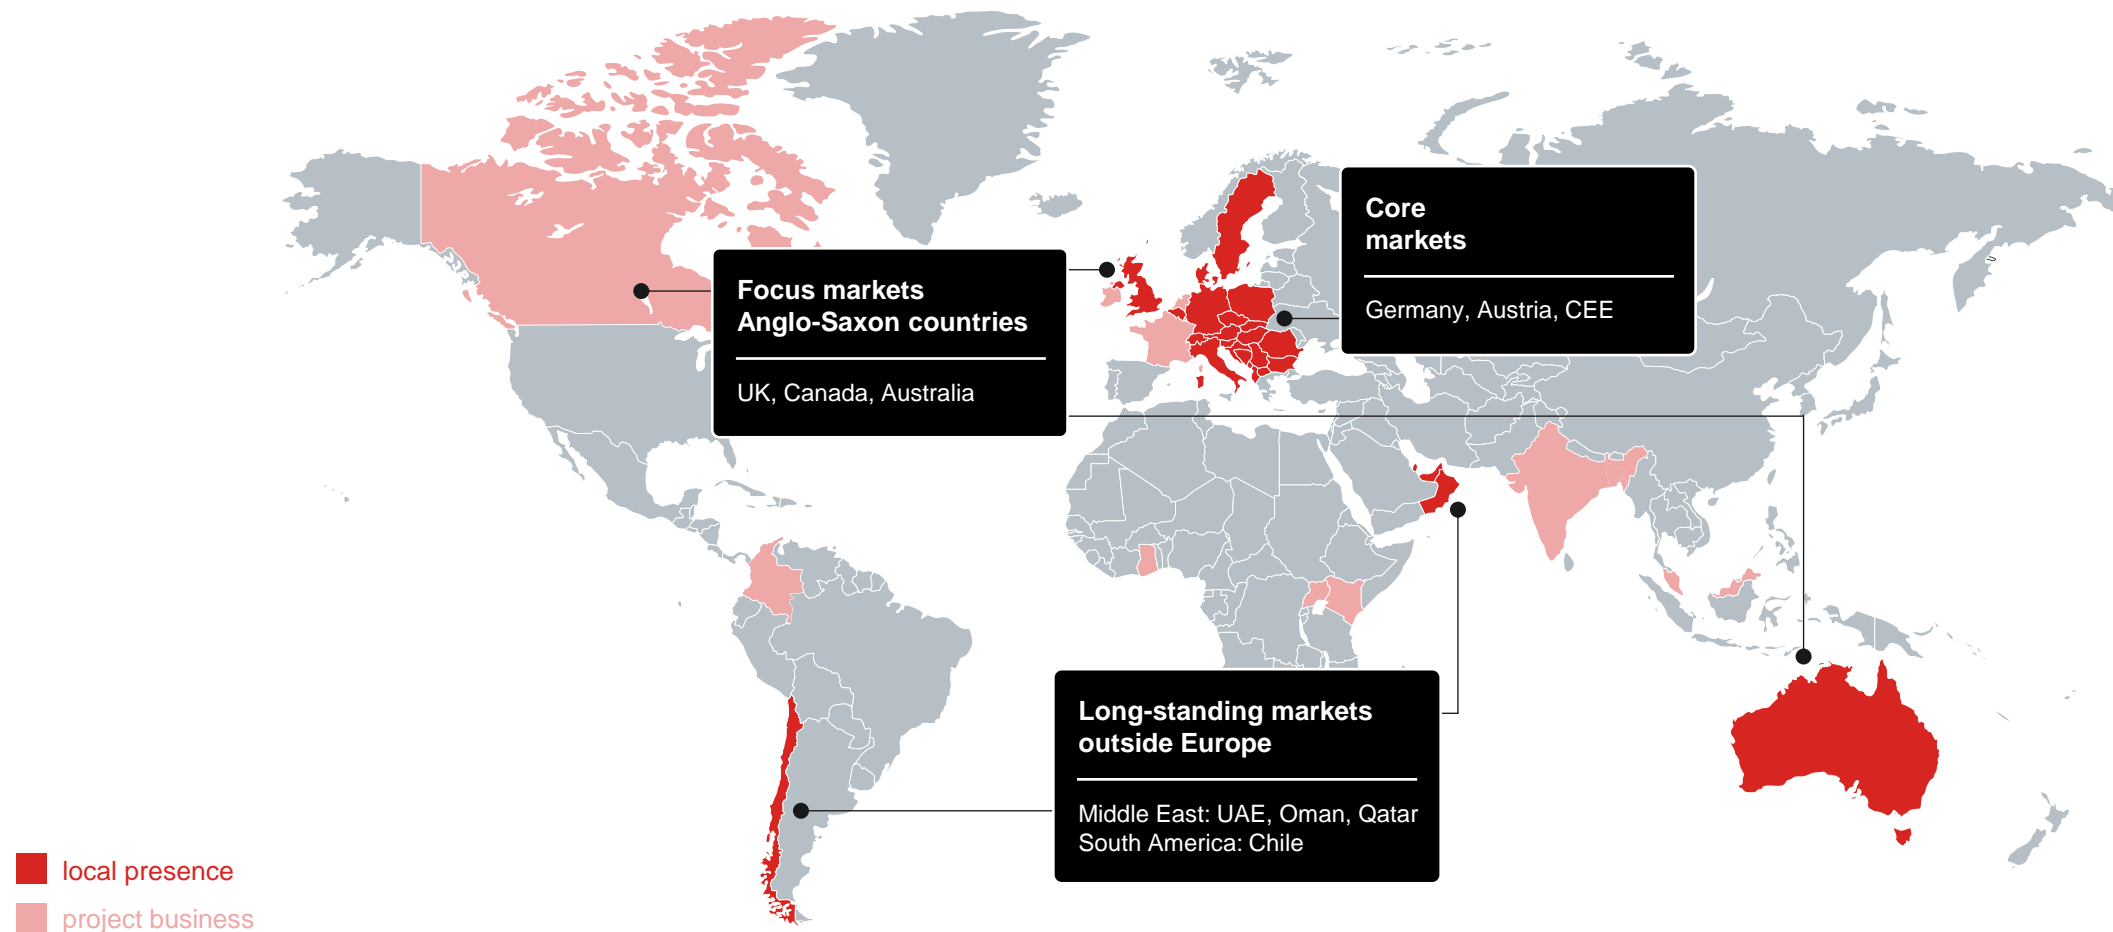 Core
markets
Germany, Austria, CEE
Focus markets
Anglo-Saxon countries
UK, Canada, Australia
Long-standing markets
outside Europe
Middle East: UAE, Oman, Qatar
South America: Chile
local presence
project business